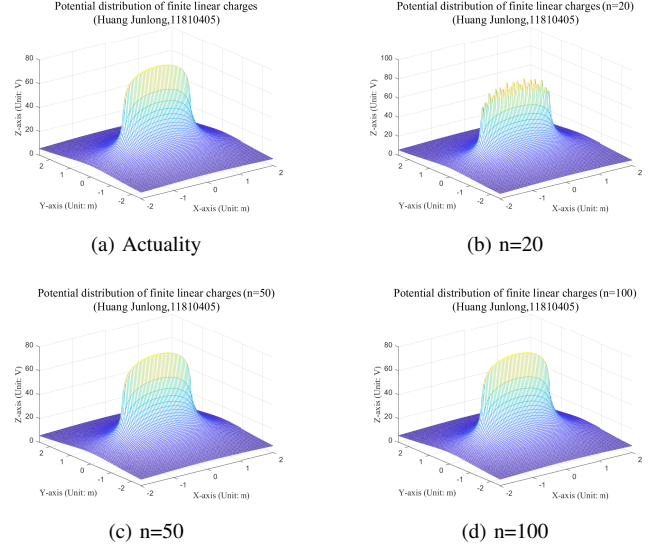 Potential distribution of finite linear charges
(Huang Junlong,11810405)
80
60
40
20
0
Z-axis (Unit: V)
2
1
0
-1
-2
Y-axis (Unit: m)
-2
-1
0
1
2
X-axis (Unit: m)
(a) Actuality
Potential distribution of finite linear charges (n=20)
(Huang Junlong,11810405)
100
80
60
40
20
0
Z-axis (Unit: V)
2
1
0
-1
-2
Y-axis (Unit: m)
-2
-1
0
1
2
X-axis (Unit: m)
(b) n=20
Potential distribution of finite linear charges (n=50)
(Huang Junlong,11810405)
80
60
40
20
0
Z-axis (Unit: V)
2
1
0
-1
-2
Y-axis (Unit: m)
-2
-1
0
1
2
X-axis (Unit: m)
(c) n=50
Potential distribution of finite linear charges (n=100)
(Huang Junlong,11810405)
80
60
40
20
0
Z-axis (Unit: V)
2
1
0
-1
-2
Y-axis (Unit: m)
-2
-1
0
1
2
X-axis (Unit: m)
(d) n=100